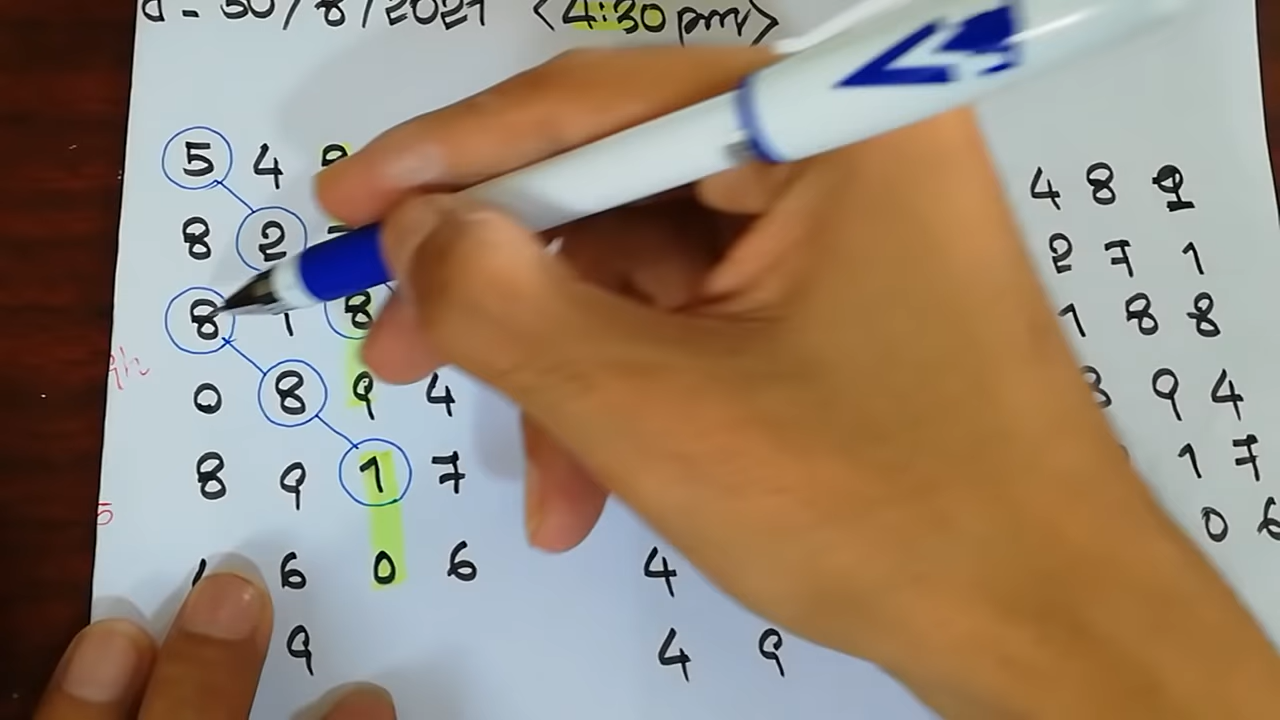 d - 30/8/2021 <4:30 pm>
5 4 4 8 9
8 2 2 7 1
8 1 8 1 8 8
0 8 9 4 9 4
8 9 1 7 1 7
6 0 6 4 0 6
9 4 9